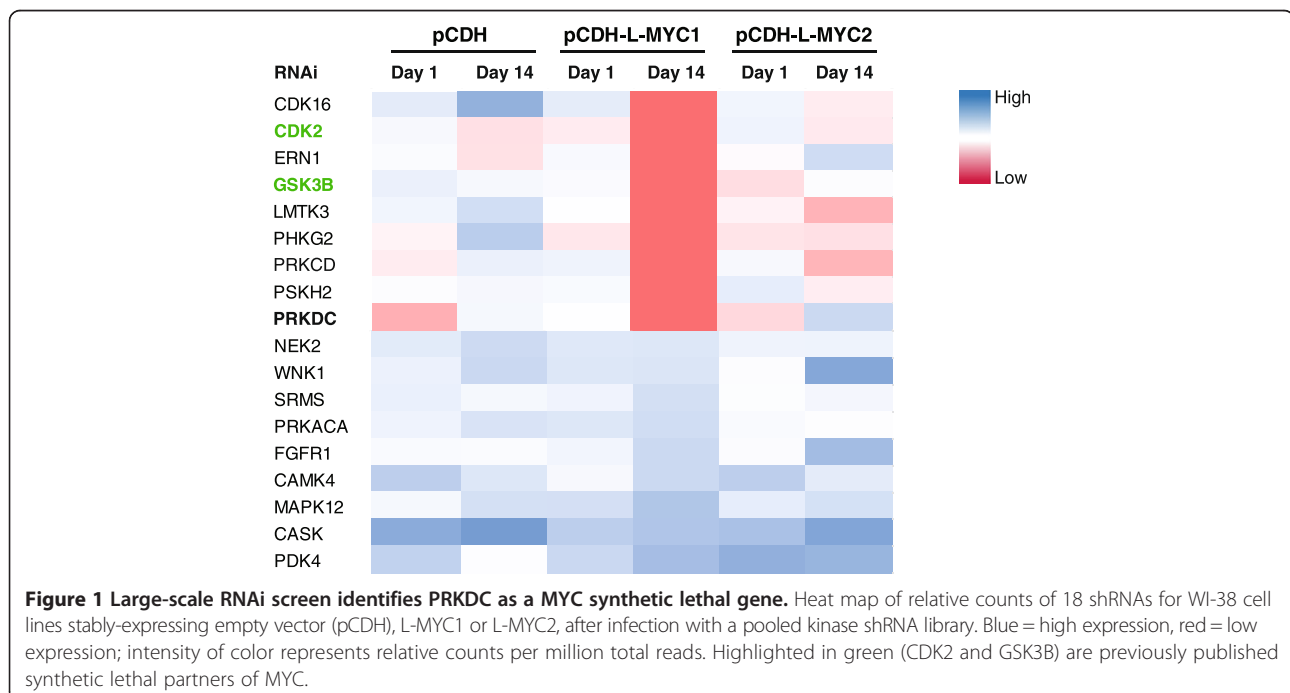 pCDH pCDH-L-MYC1 pCDH-L-MYC2
RNAi Day 1 Day 14 Day 1 Day 14 Day 1 Day 14
CDK16
CDK2
ERN1
GSK3B
LMTK3
PHKG2
PRKCD
PSKH2
PRKDC
NEK2
WNK1
SRMS
PRKACA
FGFR1
CAMK4
MAPK12
CASK
PDK4
High
Low
Figure 1 Large-scale RNAi screen identifies PRKDC as a MYC synthetic lethal gene. Heat map of relative counts of 18 shRNAs for WI-38 cell
lines stably-expressing empty vector (pCDH), L-MYC1 or L-MYC2, after infection with a pooled kinase shRNA library. Blue = high expression, red = low
expression; intensity of color represents relative counts per million total reads. Highlighted in green (CDK2 and GSK3B) are previously published
synthetic lethal partners of MYC.